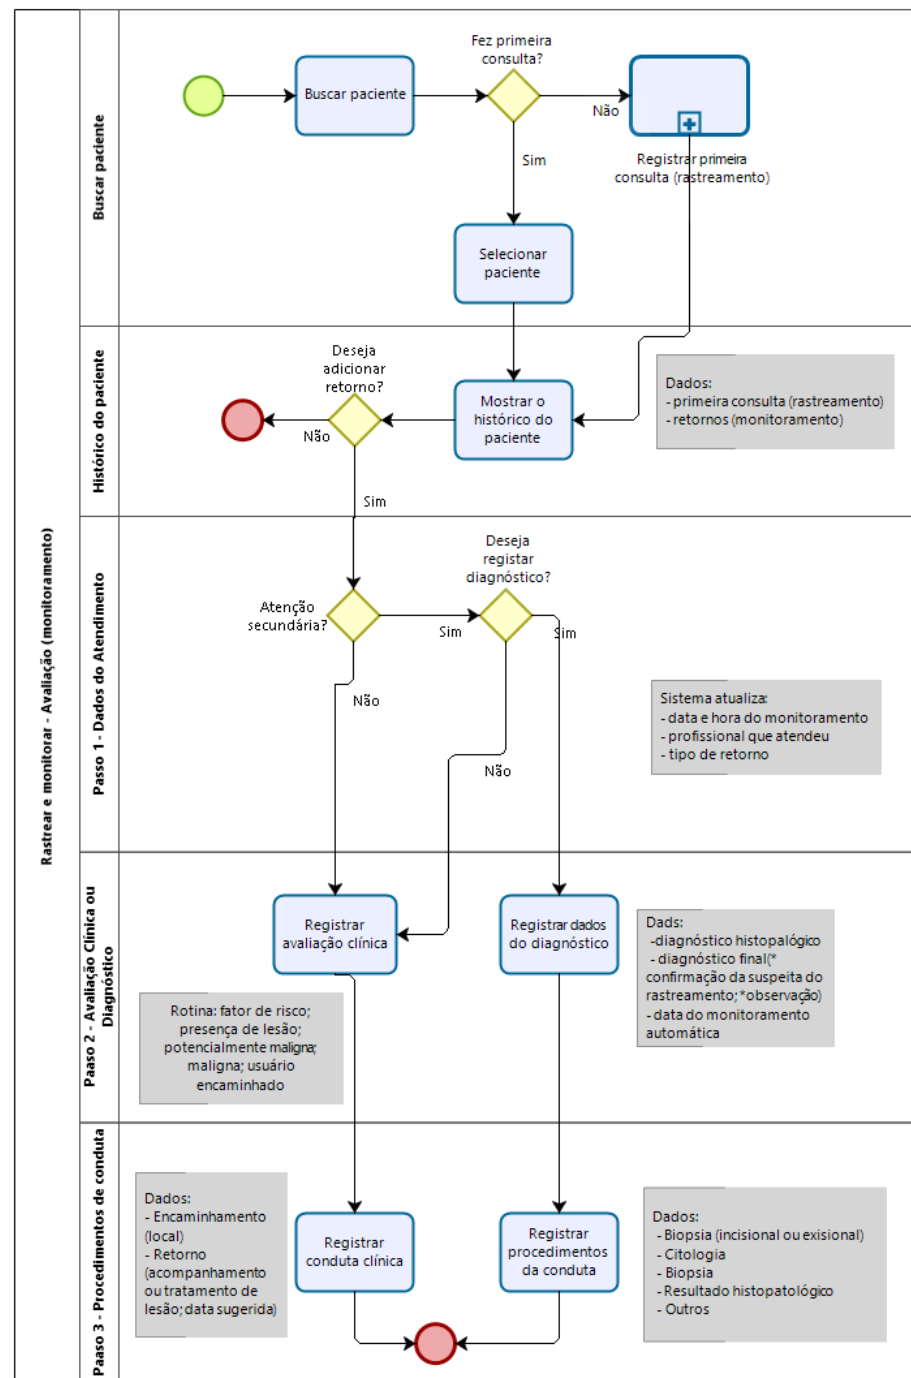 Rastrear e monitorar - Avaliação (monitoramento)
Buscar paciente
Fez primeira
consulta?
Buscar paciente
Não
Sim
Registrar primeira
consulta (rastreamento)
Selecionar
paciente
Histórico do paciente
Deseja
adicionar
retorno?
Não
Sim
Mostrar o
histórico do
paciente
Dados:
- primeira consulta (rastreamento)
- retornos (monitoramento)
Passo 1 - Dados do Atendimento
Deseja
registar
diagnóstico?
Atenção
secundária?
Sim
Sim
Não
Não
Sistema atualiza:
- data e hora do monitoramento
- profissional que atendeu
- tipo de retorno
Paaso 2 - Avaliação Clínica ou
Diagnóstico
Registrar
avaliação clínica
Registrar dados
do diagnóstico
Dads:
-diagnóstico histopalógico
- diagnóstico final(*
confirmação da suspeita do
rastreamento; *observação)
- data do monitoramento
automática
Rotina: fator de risco;
presença de lesão;
potencialmente maligna;
maligna; usuário
encaminhado
Paaso 3 - Procedimentos de conduta
Dados:
- Encaminhamento
(local)
- Retorno
(acompanhamento
ou tratamento de
lesão; data sugerida)
Registrar
conduta clínica
Registrar
procedimentos
da conduta
Dados:
- Biopsia (incisional ou exisional)
- Citologia
- Biopsia
- Resultado histopatológico
- Outros